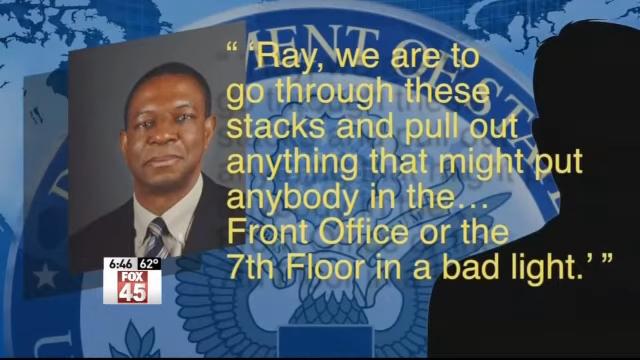 “ ‘Ray, we are to
go through these
stacks and pull out
anything that might put
anybody in the...
Front Office or the
7th Floor in a bad light.’ ”
6:46 62°
FOX
45